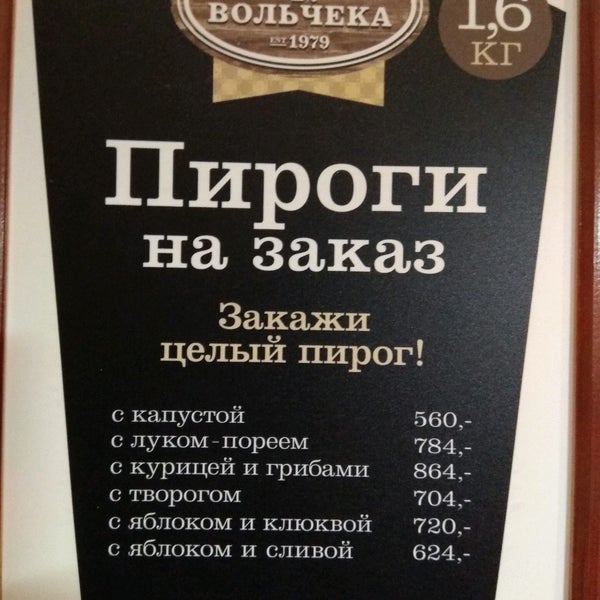 ВОЛЬЧЕКА
EST 1979
1,6
КГ
Пироги
на заказ
Закажи
целый пирог!
с капустой 560,-
с луком-пореем 784,-
с курицей и грибами 864,-
с творогом 704,-
с яблоком и клюквой 720,-
с яблоком и сливой 624,-